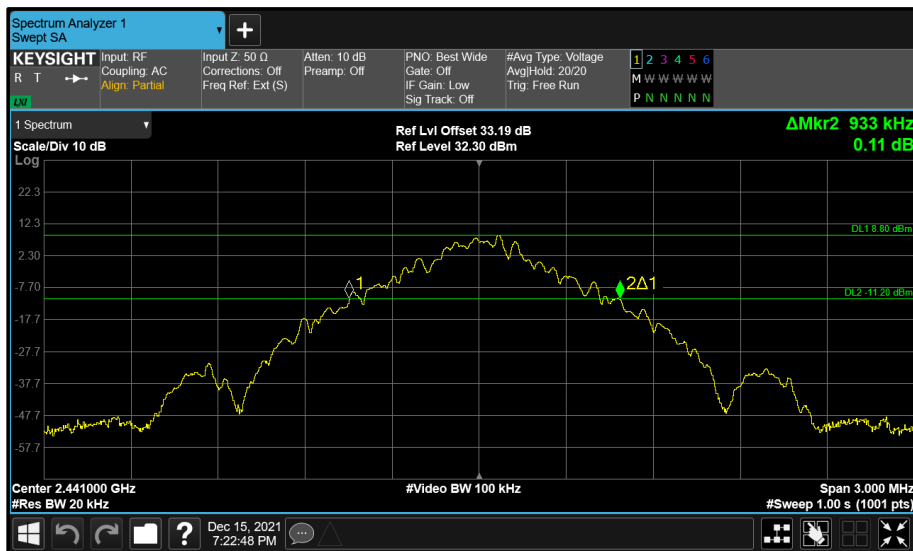 Spectrum Analyzer 1
Swept SA
+
KEYSIGHT
R T
LXI
Input: RF
Coupling: AC
Align: Partial
Input Z: 50 Ω
Corrections: Off
Freq Ref: Ext (S)
Atten: 10 dB
Preamp: Off
PNO: Best Wide
Gate: Off
IF Gain: Low
Sig Track: Off
#Avg Type: Voltage
Avg|Hold: 20/20
Trig: Free Run
1 2 3 4 5 6
M W W W W W
P N N N N N
1 Spectrum
Scale/Div 10 dB
Log
Ref Lvl Offset 33.19 dB
Ref Level 32.30 dBm
ΔMkr2 933 kHz
0.11 dB
22.3
12.3
DL1 8.80 dBm
2.30
-7.70
1
2Δ1
DL2 -11.20 dBm
-17.7
-27.7
-37.7
-47.7
-57.7
Center 2.441000 GHz
#Video BW 100 kHz
Span 3.000 MHz
#Res BW 20 kHz
#Sweep 1.00 s (1001 pts)
?
Dec 15, 2021
7:22:48 PM